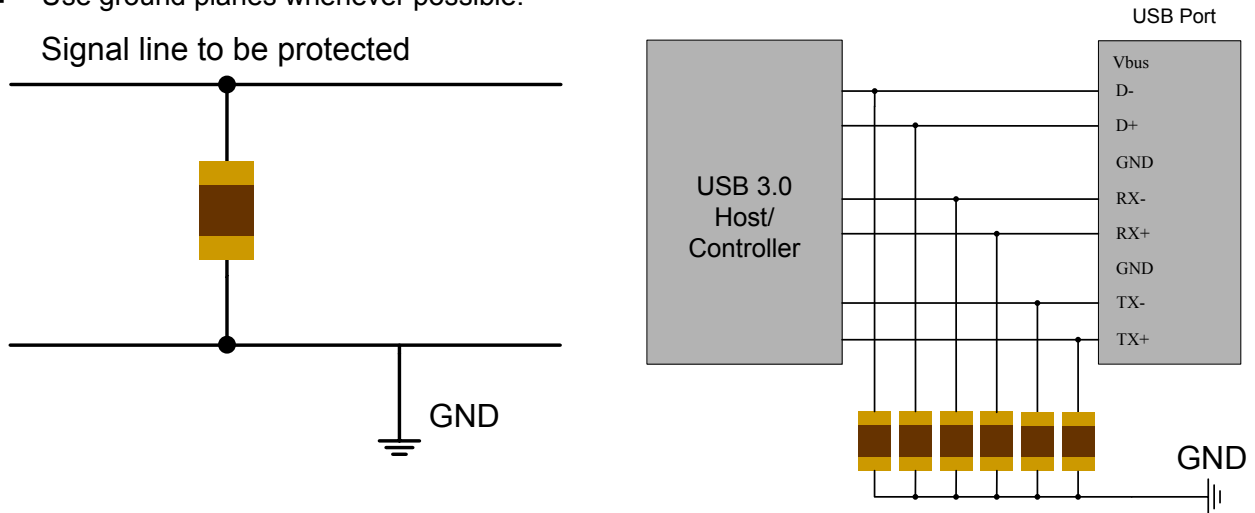 Use ground planes whenever possible.
Signal line to be protected
GND
USB Port
USB 3.0
Host/
Controller
Vbus
D-
D+
GND
RX-
RX+
GND
TX-
TX+
GND